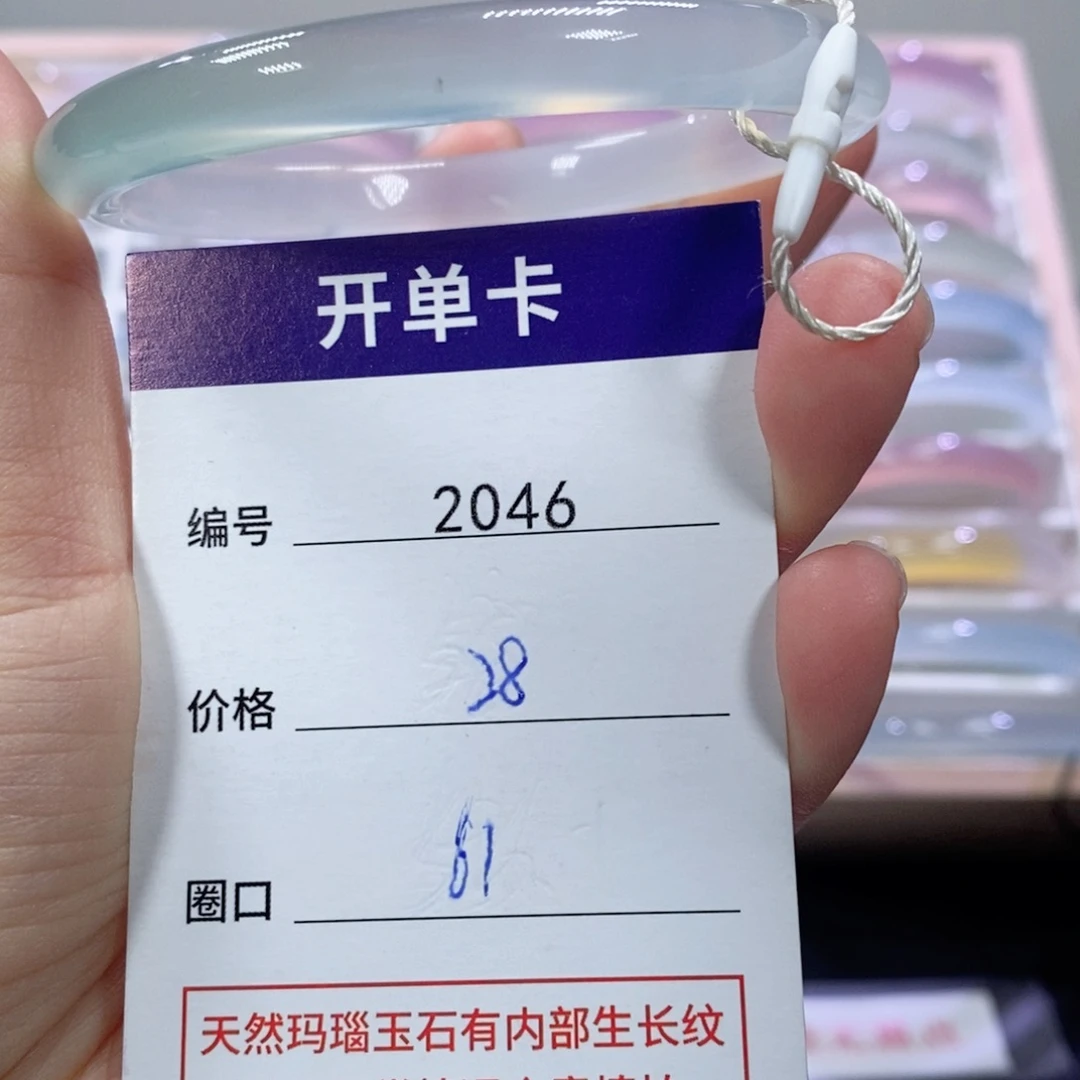 开单卡
编号 2046
价格 38
圈口 61
天然玛瑙玉石有内部生长纹